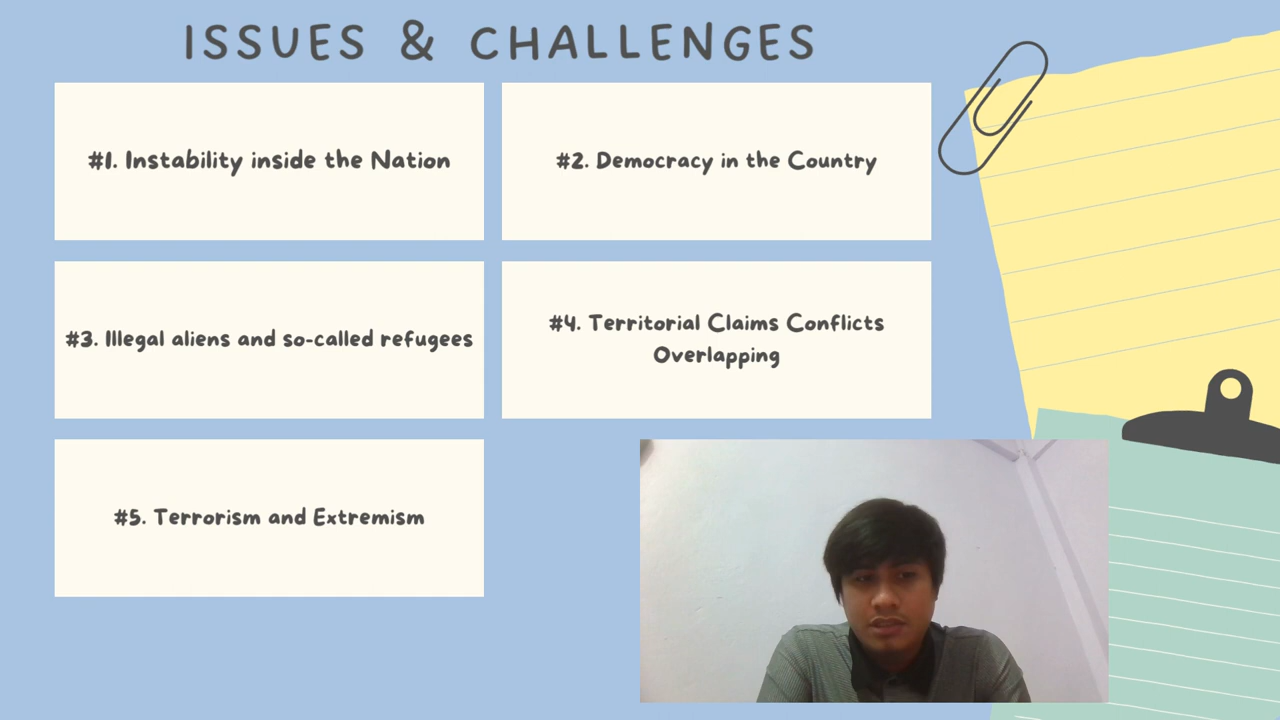 ISSUES & CHALLENGES
#1. Instability inside the Nation
#2. Democracy in the Country
#3. Illegal aliens and so-called refugees
#4. Territorial Claims Conflicts
Overlapping
#5. Terrorism and Extremism